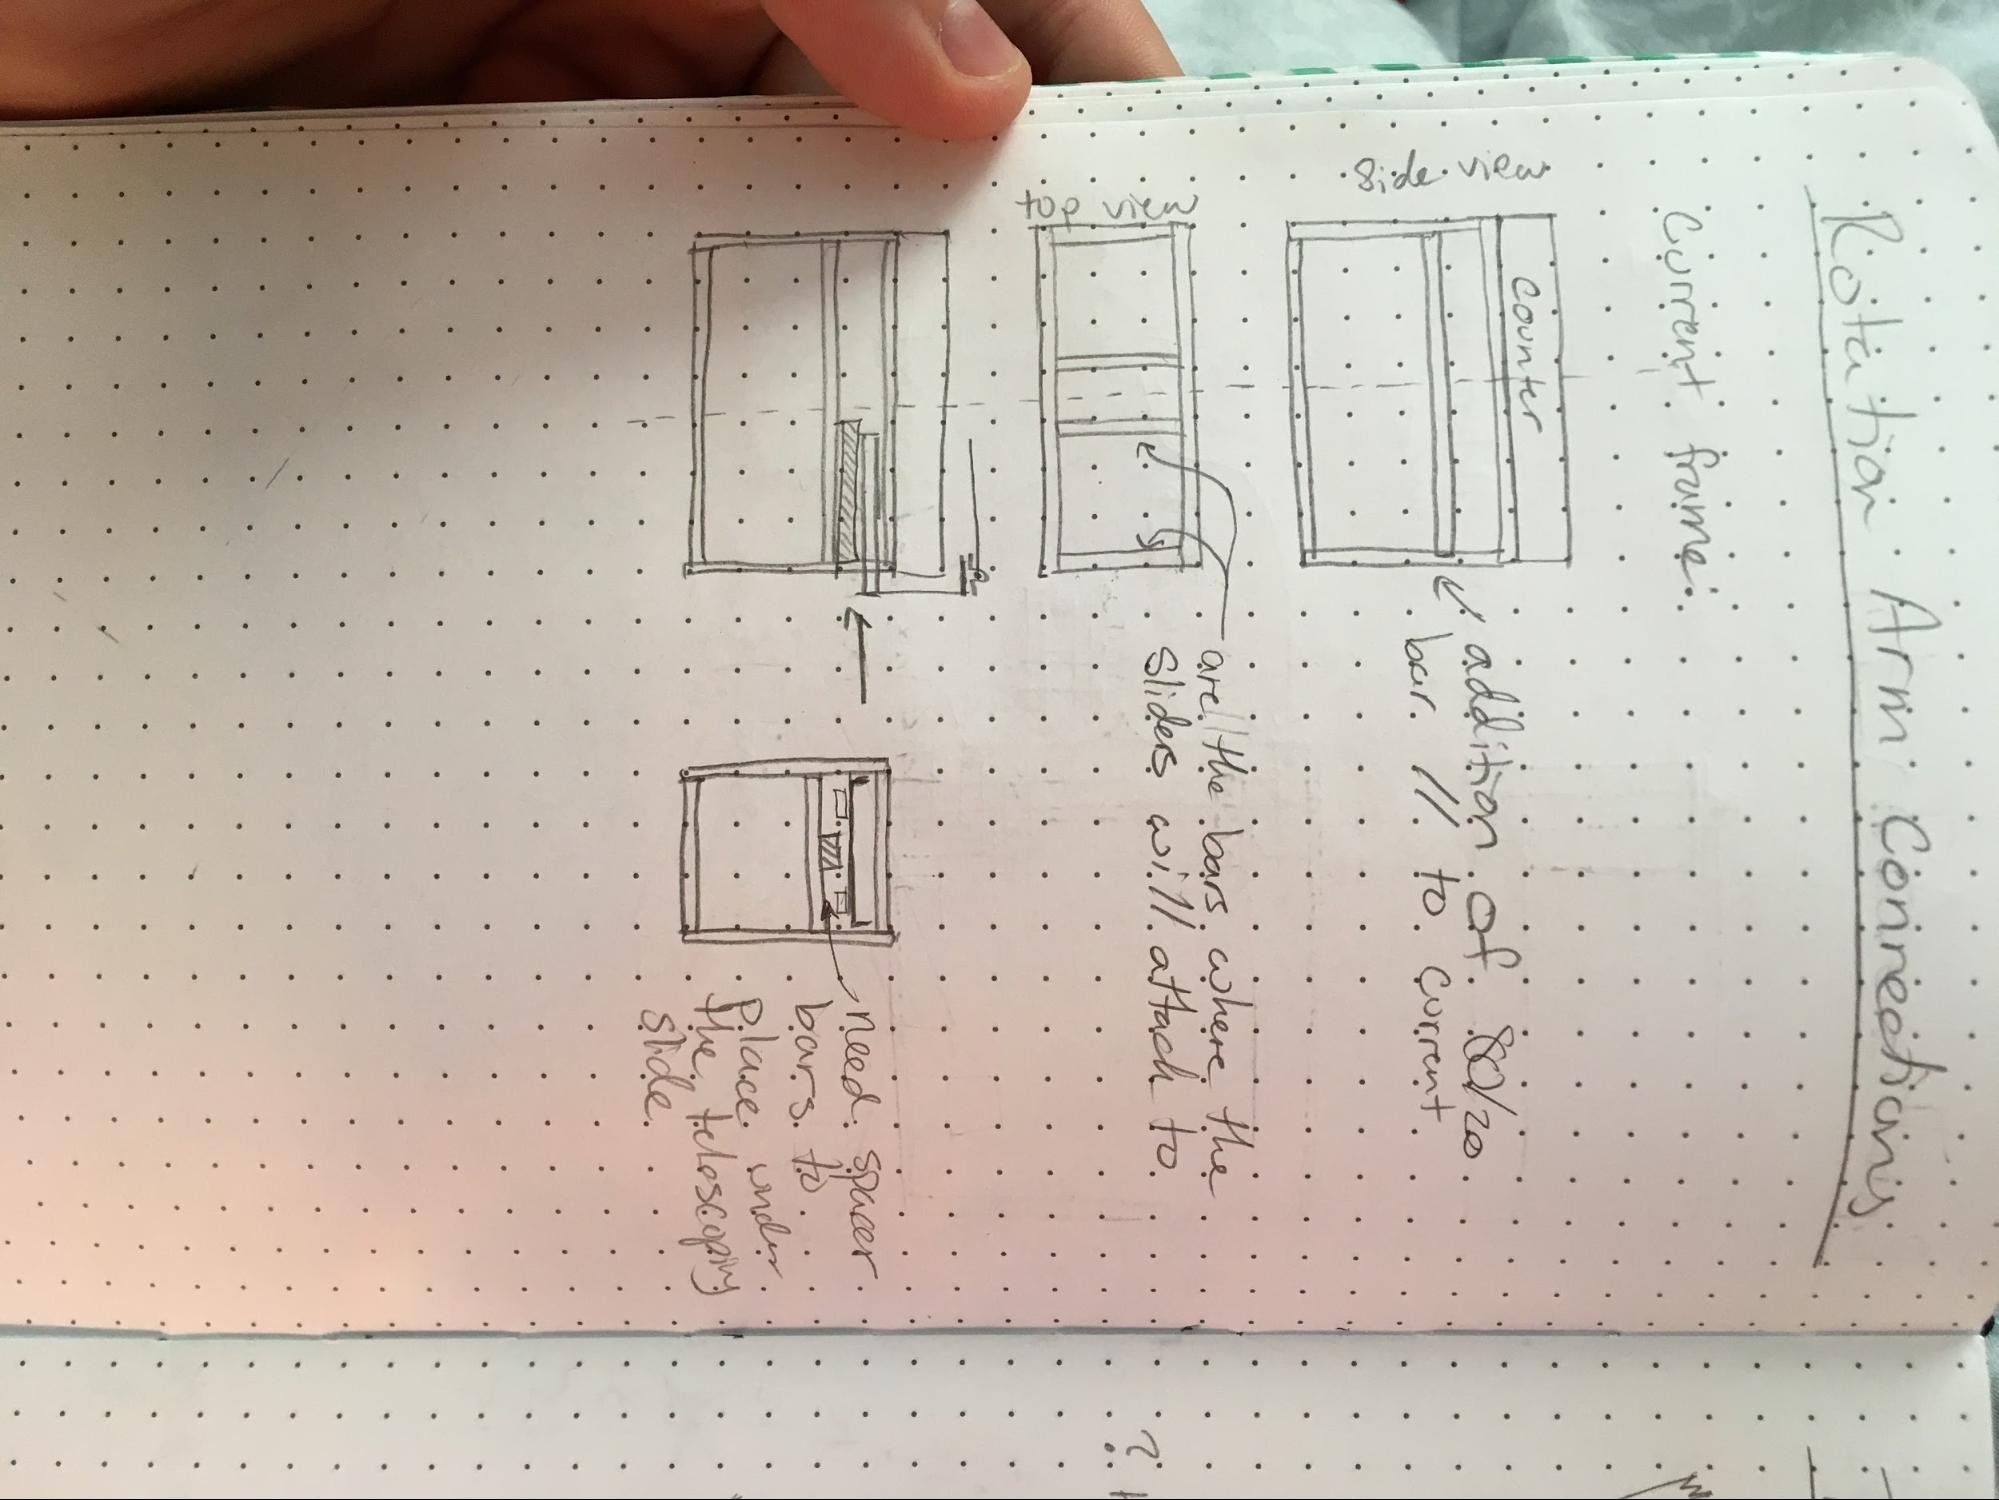 Rotation Arm Connections
Current frame:
Side view
Counter
addition of 80/20
bar // to current
top view
are the bars where the
sliders will attach to
need spacer
bars to
place under
the telescoping
slide.
?